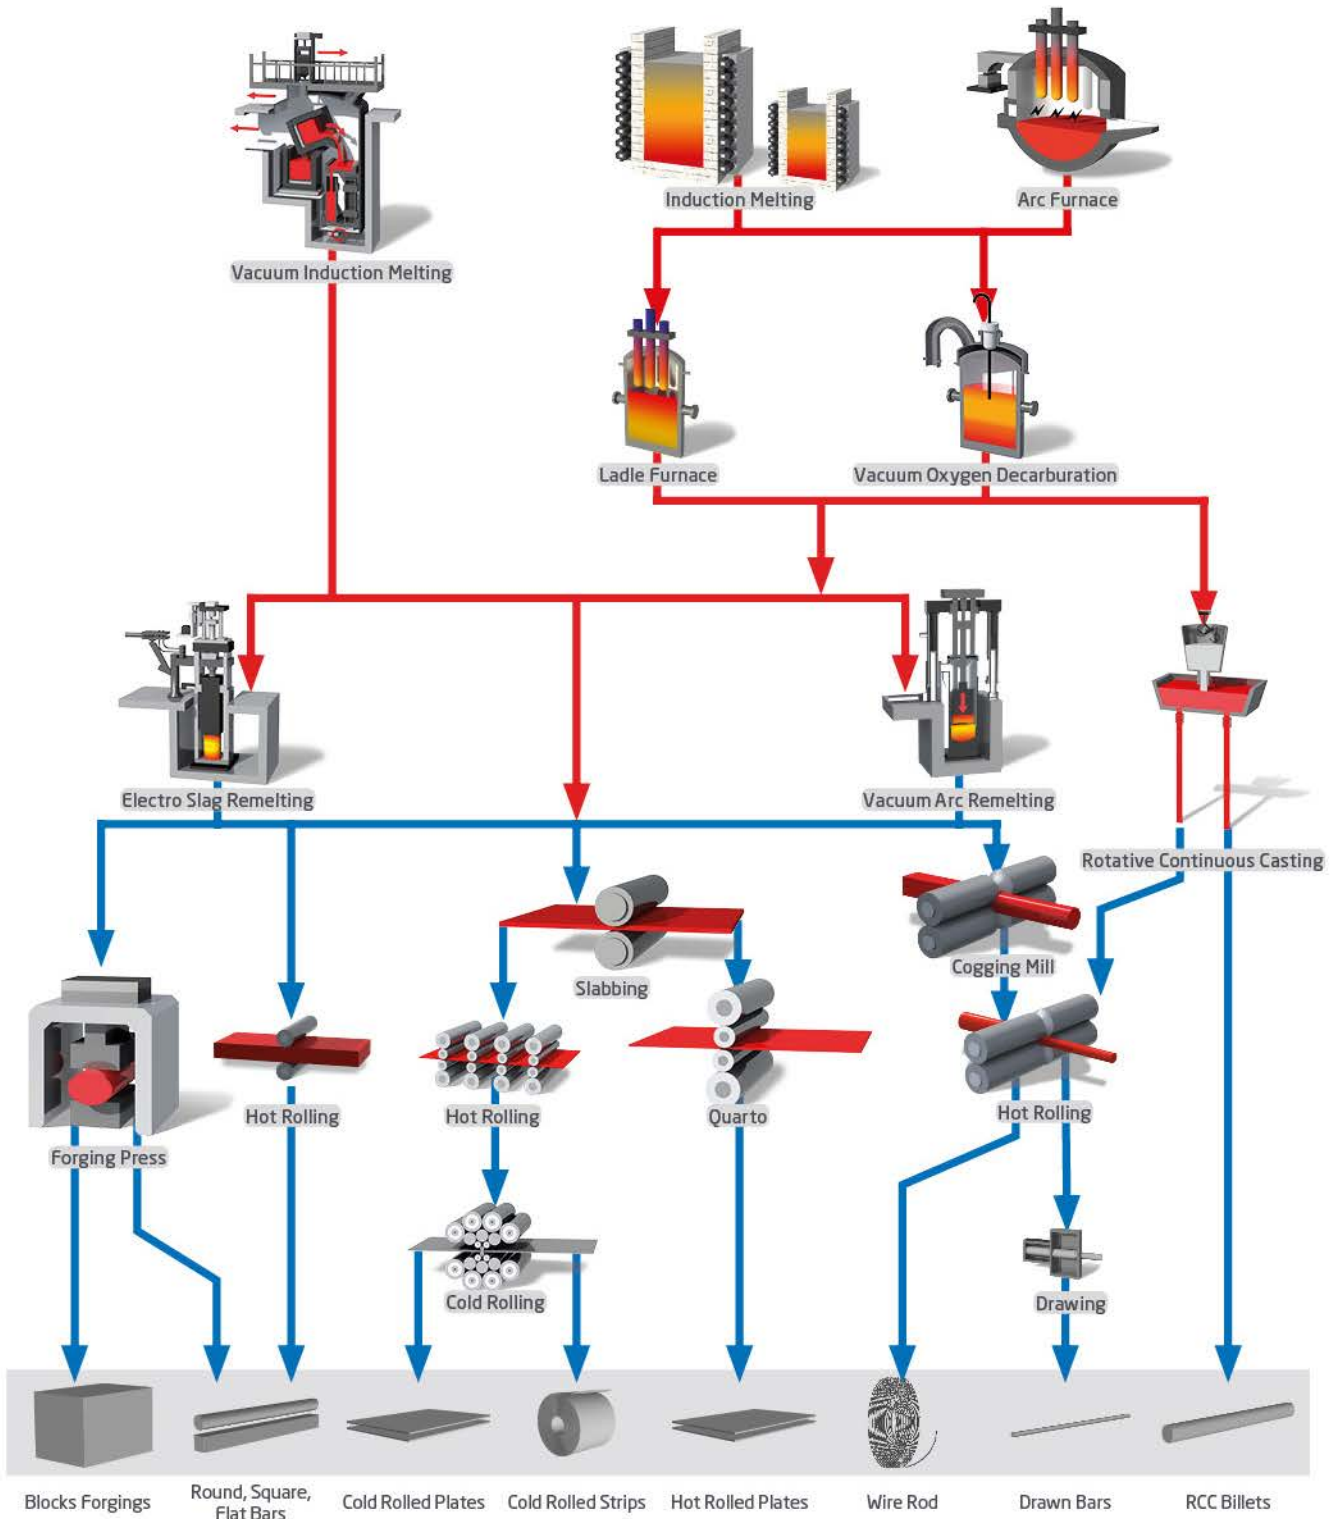 Induction Melting
Arc Furnace
Vacuum Induction Melting
Ladle Furnace
Vacuum Oxygen Decarburation
Electro Slag Remelting
Vacuum Arc Remelting
Rotative Continuous Casting
Cogging Mill
Slabbing
Hot Rolling
Hot Rolling
Quarto
Hot Rolling
Forging Press
Cold Rolling
Drawing
Blocks Forgings
Round, Square,
Flat Bars
Cold Rolled Plates
Cold Rolled Strips
Hot Rolled Plates
Wire Rod
Drawn Bars
RCC Billets